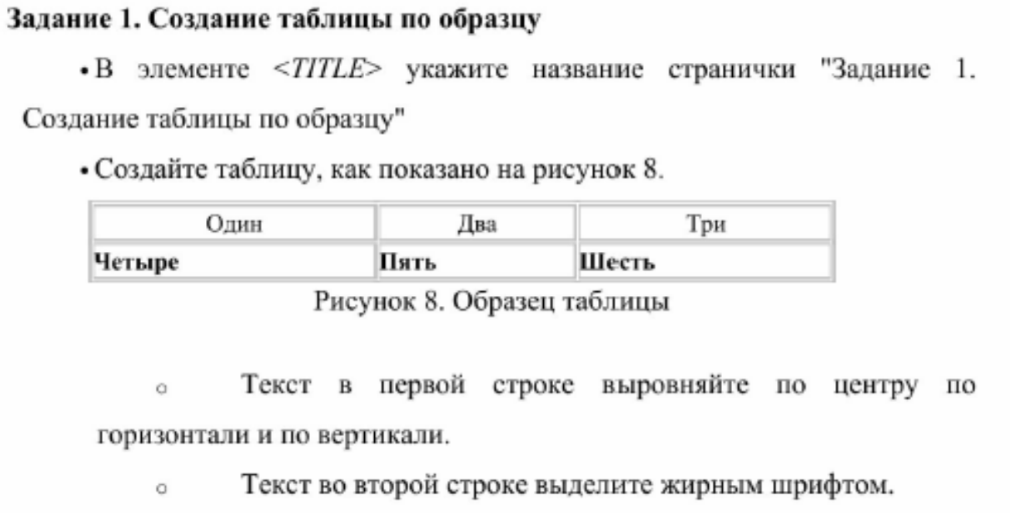 Задание 1. Создание таблицы по образцу
•В элементе <TITLE> укажите название странички "Задание 1.
Создание таблицы по образцу"
•Создайте таблицу, как показано на рисунок 8.
Один Два Три
Четыре Пять Шесть
Рисунок 8. Образец таблицы
o Текст в первой строке выровняйте по центру по
горизонтали и по вертикали.
o Текст во второй строке выделите жирным шрифтом.